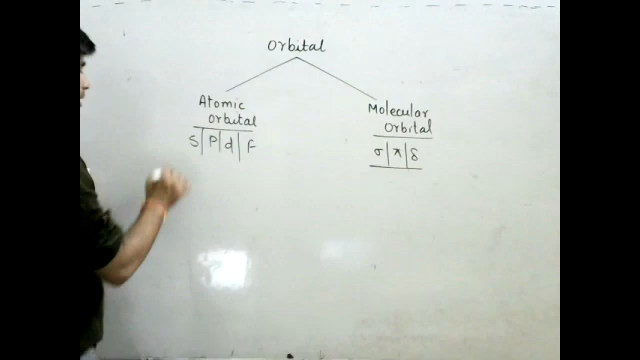 Orbital
Atomic
Orbital
S|P|d|f
Molecular
Orbital
σ|π|δ